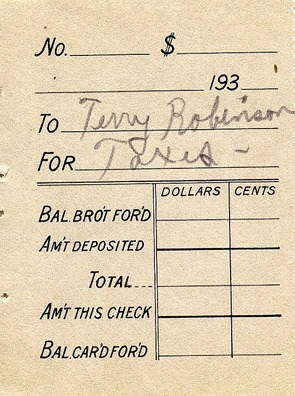 No. $
193
To Terry Robinson
For Taxes -
DOLLARS CENTS
BAL BRO'T FOR'D
AM'T DEPOSITED
TOTAL....
AM'T THIS CHECK
BAL. CAR'D FOR'D